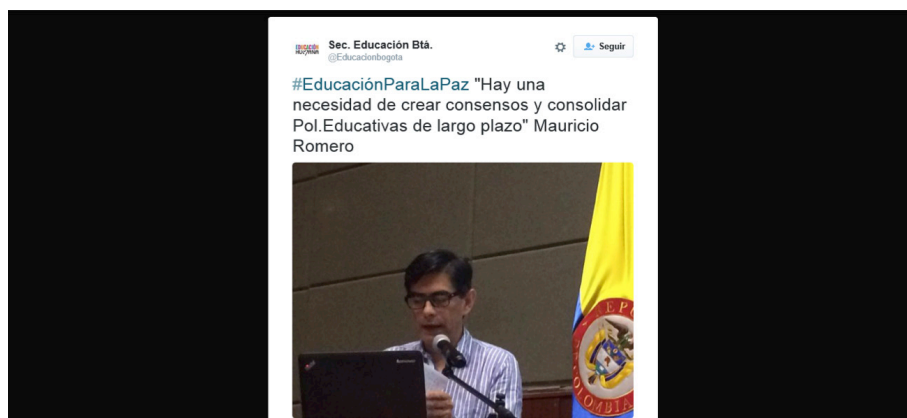 Sec. Educación Btá.
@Educacionbogota
Seguir
#EducaciónParaLaPaz "Hay una
necesidad de crear consensos y consolidar
Pol.Educativas de largo plazo" Mauricio
Romero